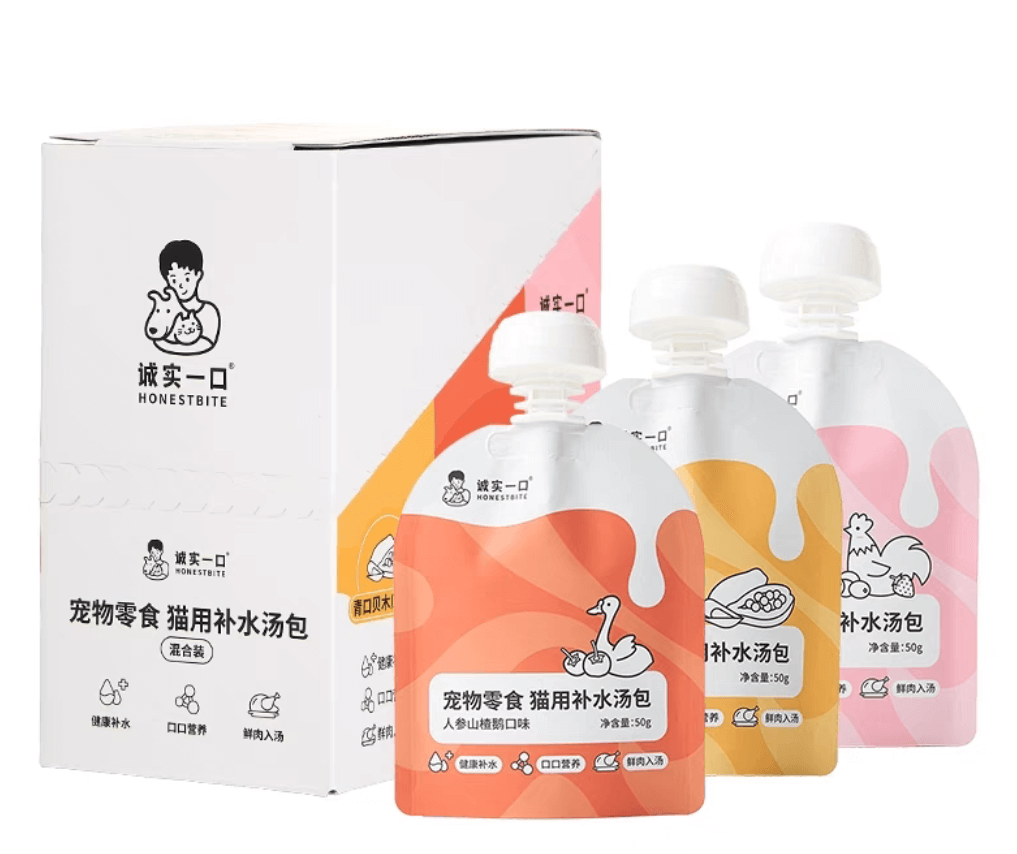 诚实一口®
HONESTBITE
诚实一口®
HONESTBITE
宠物零食 猫用补水汤包
混合装
健康补水
口口营养
鲜肉入汤
诚实一口®
青口贝木
健康
口口
鲜肉
诚实一口®
HONESTBITE
宠物零食 猫用补水汤包
人参山楂鹅口味
净含量:50g
健康补水
口口营养
鲜肉入汤
实一口®
用补水汤包
净含量:50g
营养
鲜肉入汤
补水汤包
净含量:50g
养
鲜肉入汤